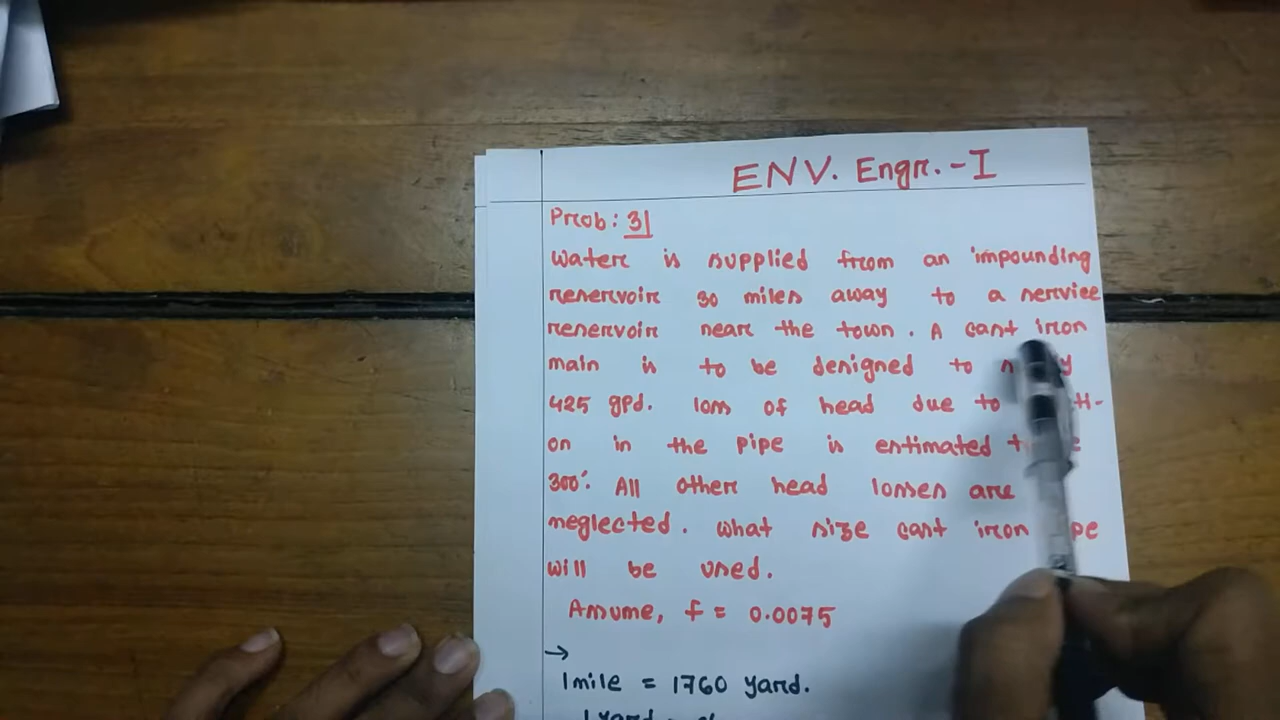 ENV. Engr.-I
Prob: 31
Water is supplied from an impounding
reservoir 30 miles away to a service
reservoir near the town. A cast iron
main is to be designed to
425 gpd. loss of head due to
on in the pipe is estimated
300'. All other head losses are
neglected. What size cast iron
will be used.
Assume, f = 0.0075
→
1 mile = 1760 yard.